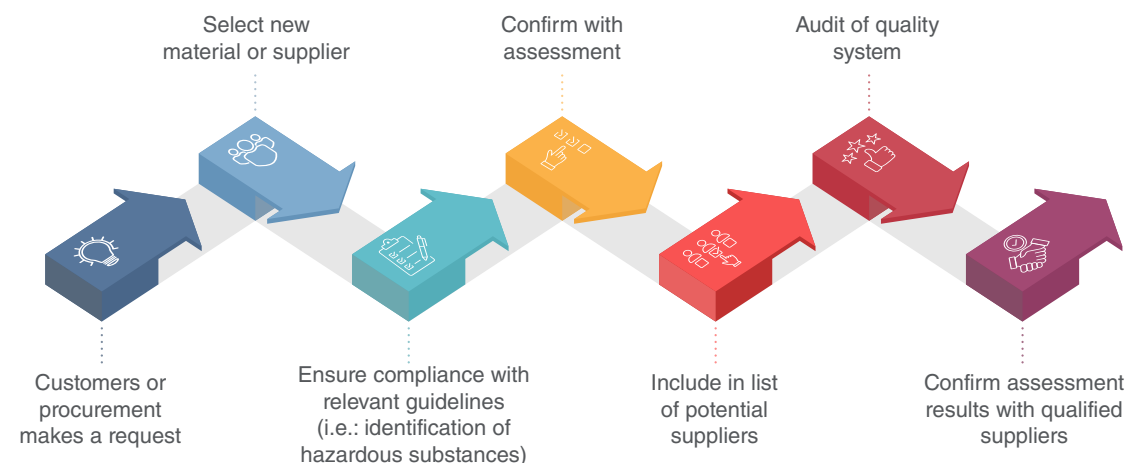 Select new
material or supplier
Confirm with
assessment
Audit of quality
system
Customers or
procurement
makes a request
Ensure compliance with
relevant guidelines
(i.e.: identification of
hazardous substances)
Include in list
of potential
suppliers
Confirm assessment
results with qualified
suppliers